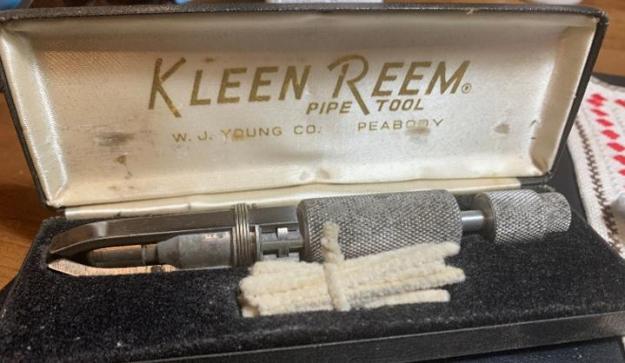 KLEEN REEM®
PIPE TOOL
W. J. YOUNG CO. PEABODY